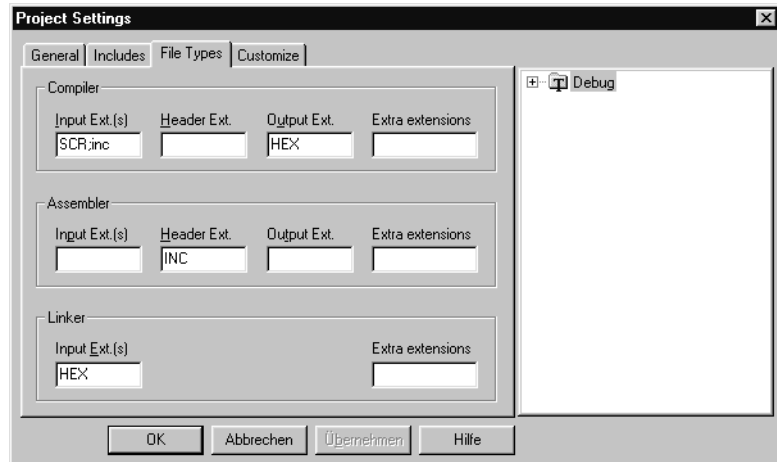 Project Settings
General Includes File Types Customize
Debug
Compiler
Input Ext.(s) Header Ext. Output Ext. Extra extensions
SCR;inc HEX
Assembler
Input Ext.(s) Header Ext. Output Ext. Extra extensions
INC
Linker
Input Ext.(s) Extra extensions
HEX
OK Abbrechen Übernehmen Hilfe